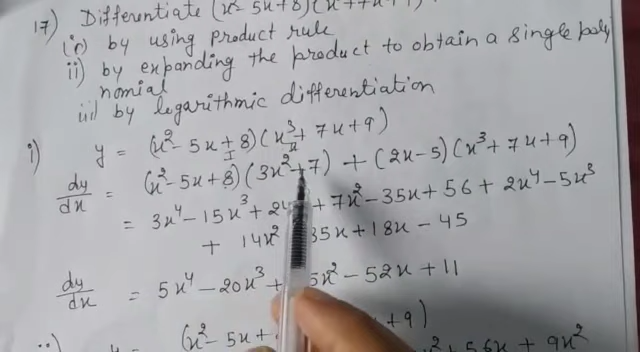 17) Differentiate (x² - 5x + 8) (x³ + 7x +
(i) by using product rule
ii) by expanding the product to obtain a single poly
nomial
iii) by logarithmic differentiation
i) y = (x² - 5x + 8) (x³ + 7x + 9)
dy/dx = (x² - 5x + 8) (3x² + 7) + (2x - 5) (x³ + 7x + 9)
= 3x⁴ - 15x³ + 24 + 7x² - 35x + 56 + 2x⁴ - 5x³
+ 14x² 35x + 18x - 45
dy/dx = 5x⁴ - 20x³ + 5x² - 52x + 11
(x² - 5x + + 9)
+ 56x + 9x²